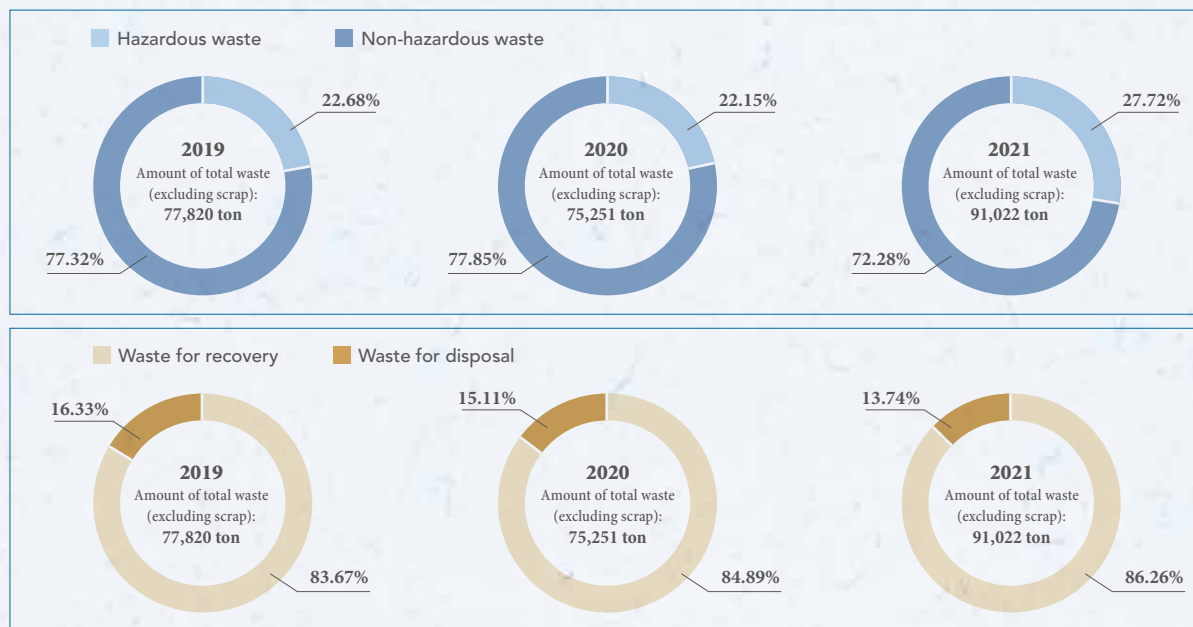 Hazardous waste
Non-hazardous waste
22.68%
2019
Amount of total waste
(excluding scrap):
77,820 ton
77.32%
22.15%
2020
Amount of total waste
(excluding scrap):
75,251 ton
77.85%
27.72%
2021
Amount of total waste
(excluding scrap):
91,022 ton
72.28%
Waste for recovery
Waste for disposal
16.33%
2019
Amount of total waste
(excluding scrap):
77,820 ton
83.67%
15.11%
2020
Amount of total waste
(excluding scrap):
75,251 ton
84.89%
13.74%
2021
Amount of total waste
(excluding scrap):
91,022 ton
86.26%